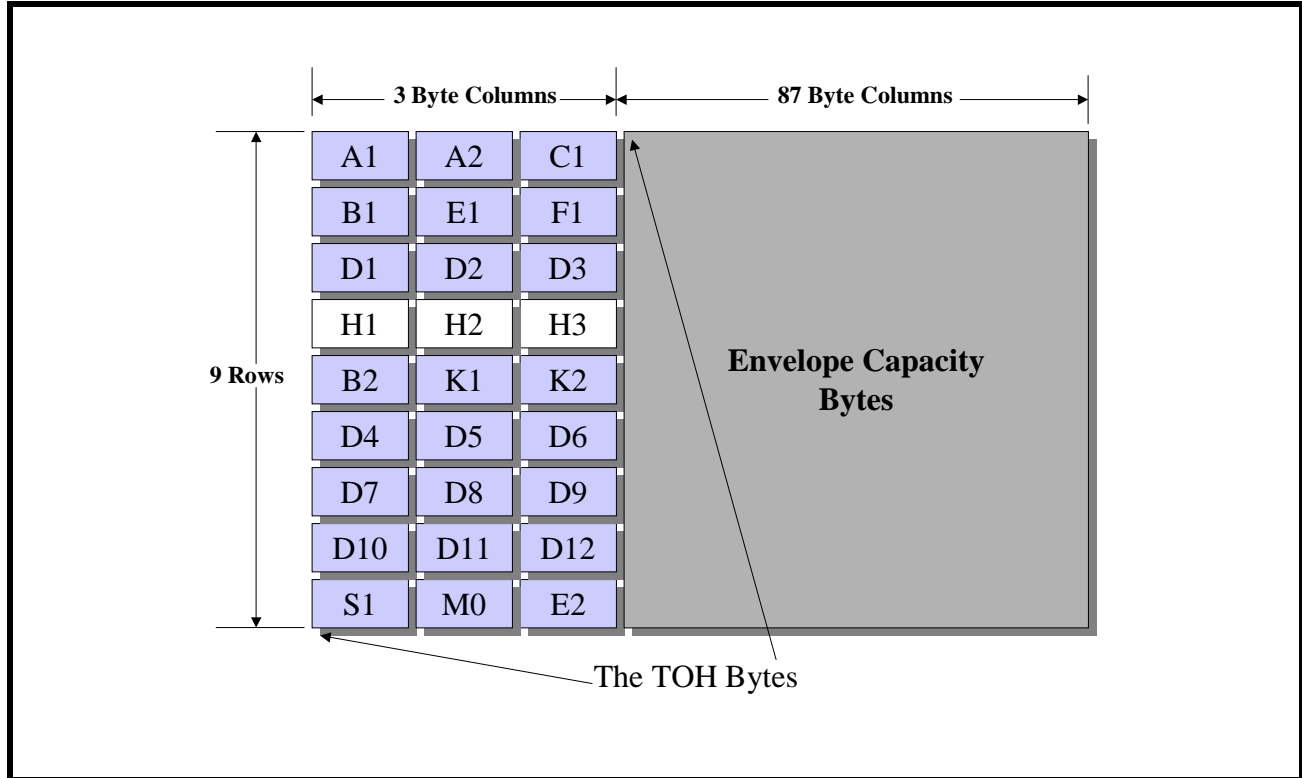 3 Byte Columns 87 Byte Columns
A1 A2 C1
B1 E1 F1
D1 D2 D3
H1 H2 H3
9 Rows
B2 K1 K2
D4 D5 D6
D7 D8 D9
D10 D11 D12
S1 M0 E2
Envelope Capacity
Bytes
The TOH Bytes